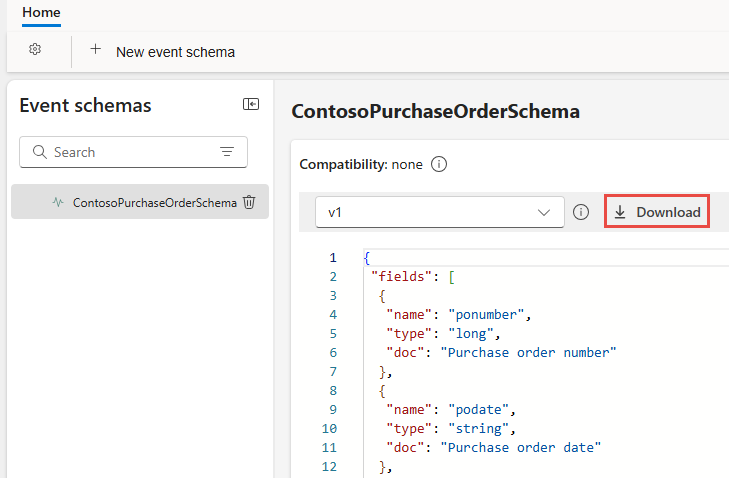 Home
New event schema
Event schemas
Search
ContosoPurchaseOrderSchema
ContosoPurchaseOrderSchema
Compatibility: none
v1
Download
1 {
2 "fields": [
3 {
4 "name": "ponumber",
5 "type": "long",
6 "doc": "Purchase order number"
7 },
8 {
9 "name": "podate",
10 "type": "string",
11 "doc": "Purchase order date"
12 },